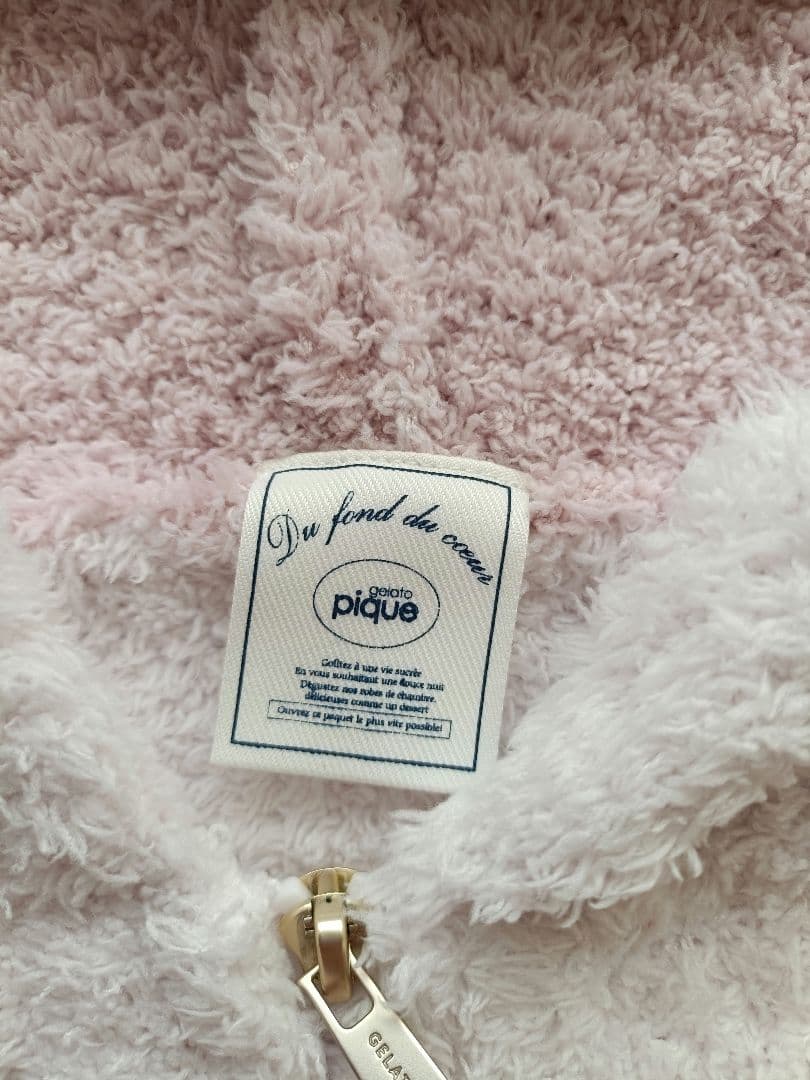 Du fond du cœur
gelato
pique
Goûtez à une vie sucrée
En vous souhaitant une douce nuit
Dégustez nos robes de chambre,
délicieuses comme un dessert
Ouvrez ce paquet le plus vite possible!
GELAT